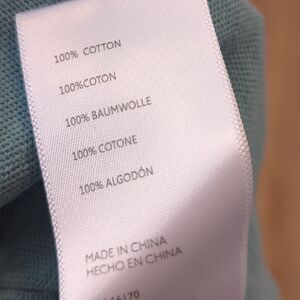 100% COTTON
100%COTON
100% BAUMWOLLE
100% COTONE
100% ALGODÓN
MADE IN CHINA
HECHO EN CHINA